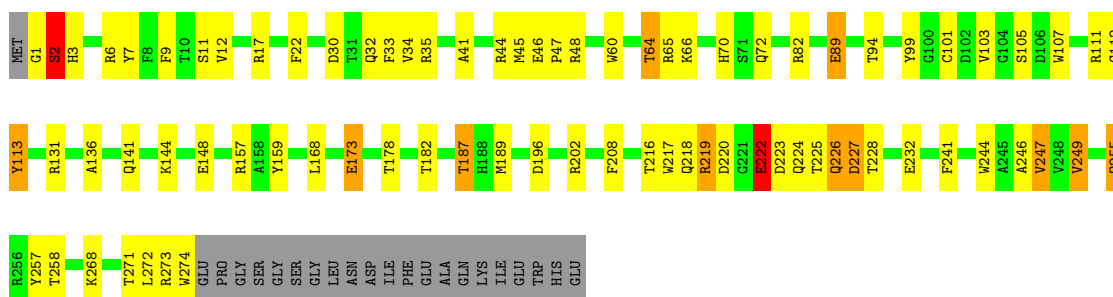 MET G1 S2 H3 R6 Y7 F8 F9 T10 S11 V12 R17 F22 D30 T31 Q32 F33 V34 R35 A41 R44 M45 E46 P47 R48 W60 T64 R65 K66 H70 S71 Q72 R82 E89 T94 Y99 G100 C101 D102 V103 G104 S105 D106 W107 R111
Y113 R131 A136 Q141 K144 E148 R157 A158 Y159 L168 E173 T178 T182 T187 H188 M189 D196 R202 F208 T216 W217 Q218 R219 D220 G221 E222 D223 Q224 T225 Q226 D227 T228 E232 F241 W244 A245 A246 V247 V248 V249
R256 Y257 T258 K268 T271 L272 R273 W274 GLU PRO GLY SER GLY SER GLY LEU ASN ASP ILE PHE GLU ALA GLN LYS ILE GLU TRP HIS GLU